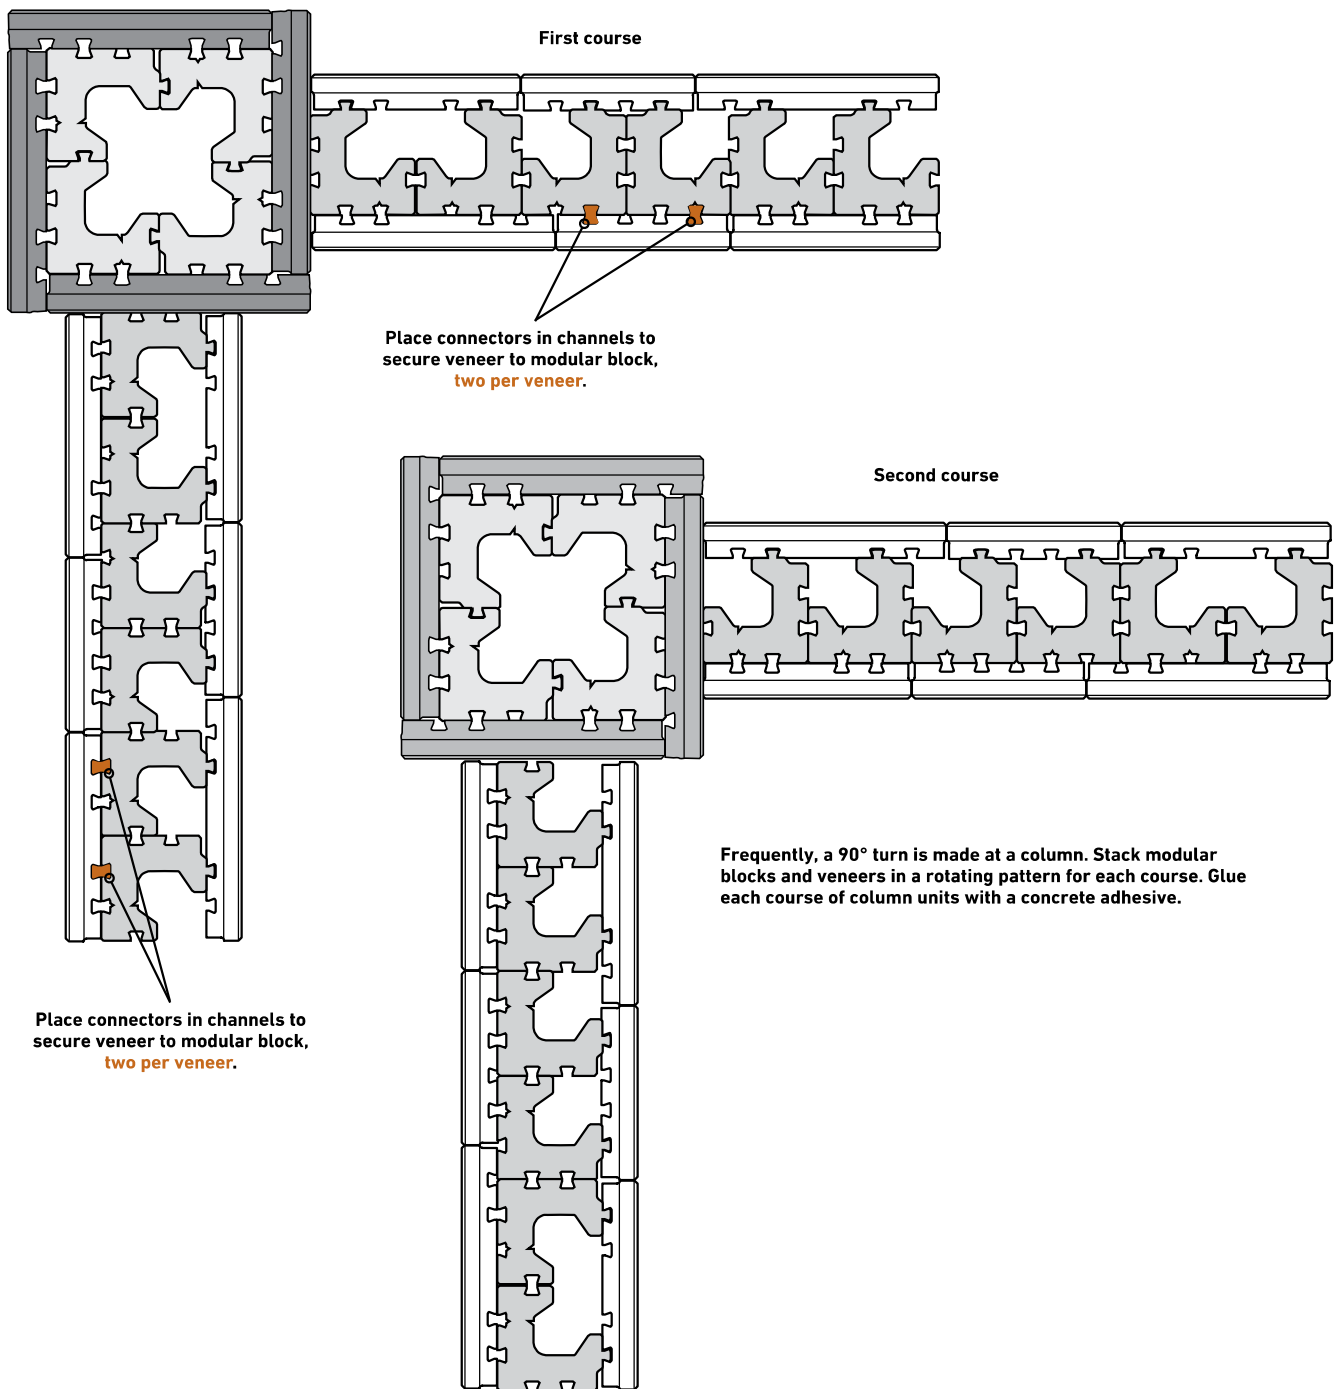 First course
Place connectors in channels to
secure veneer to modular block,
two per veneer.
Second course
Frequently, a 90° turn is made at a column. Stack modular
blocks and veneers in a rotating pattern for each course. Glue
each course of column units with a concrete adhesive.
Place connectors in channels to
secure veneer to modular block,
two per veneer.